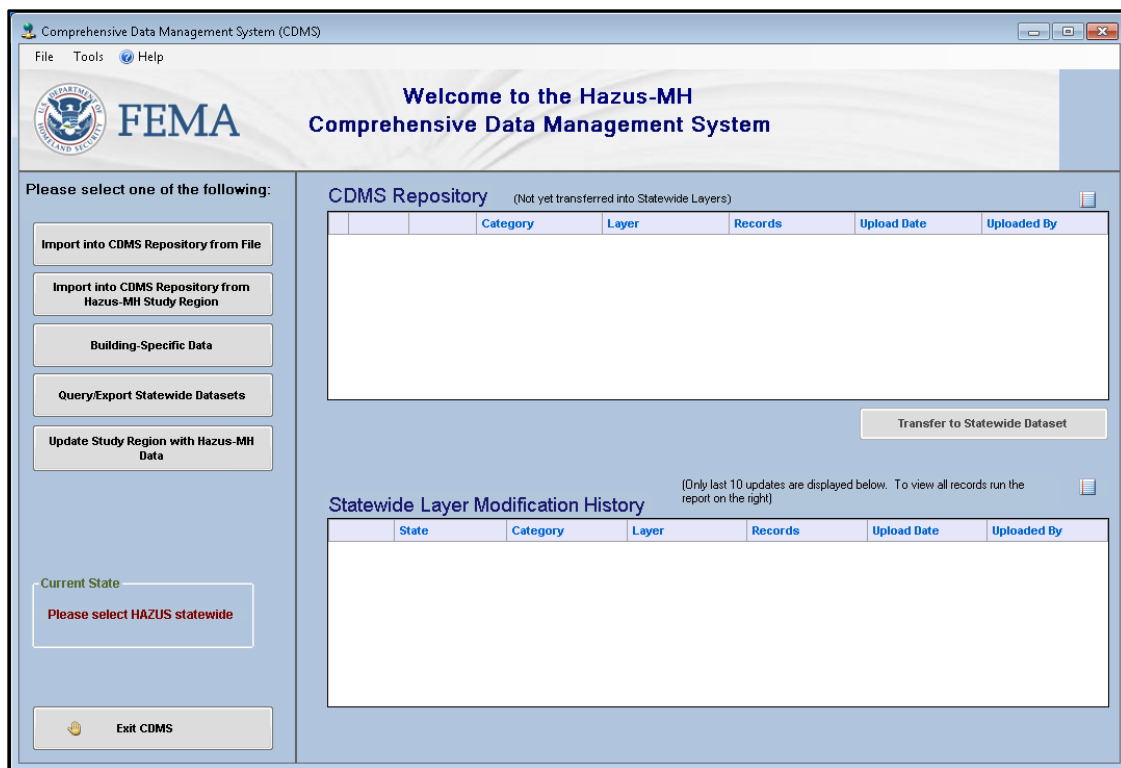 Comprehensive Data Management System (CDMS)
File Tools Help
U.S. DEPARTMENT OF HOMELAND SECURITY
FEMA
Welcome to the Hazus-MH
Comprehensive Data Management System
Please select one of the following:
Import into CDMS Repository from File
Import into CDMS Repository from
Hazus-MH Study Region
Building-Specific Data
Query/Export Statewide Datasets
Update Study Region with Hazus-MH
Data
Current State
Please select HAZUS statewide
Exit CDMS
CDMS Repository (Not yet transferred into Statewide Layers)
Category Layer Records Upload Date Uploaded By
Transfer to Statewide Dataset
(Only last 10 updates are displayed below. To view all records run the
report on the right)
Statewide Layer Modification History
State Category Layer Records Upload Date Uploaded By